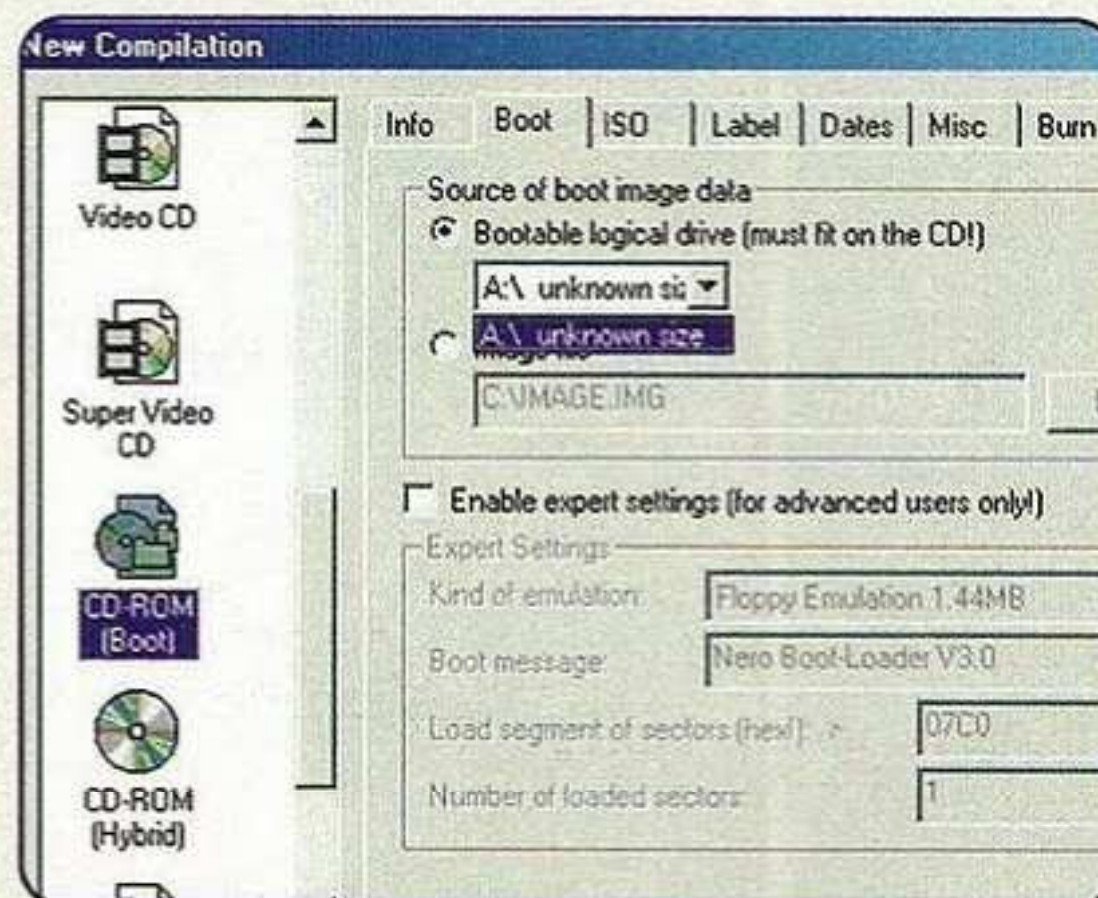 New Compilation
Video CD
Super Video
CD
CD-ROM
(Boot)
CD-ROM
(Hybrid)
Info Boot ISO Label Dates Misc Burn
Source of boot image data
Bootable logical drive (must fit on the CD!)
A:\ unknown siz
A:\ unknown size
C:\IMAGE.IMG
Enable expert settings (for advanced users only!)
Expert Settings
Kind of emulation: Floppy Emulation 1.44MB
Boot message: Nero Boot-Loader V3.0
Load segment of sectors (hex!): 07C0
Number of loaded sectors: 1